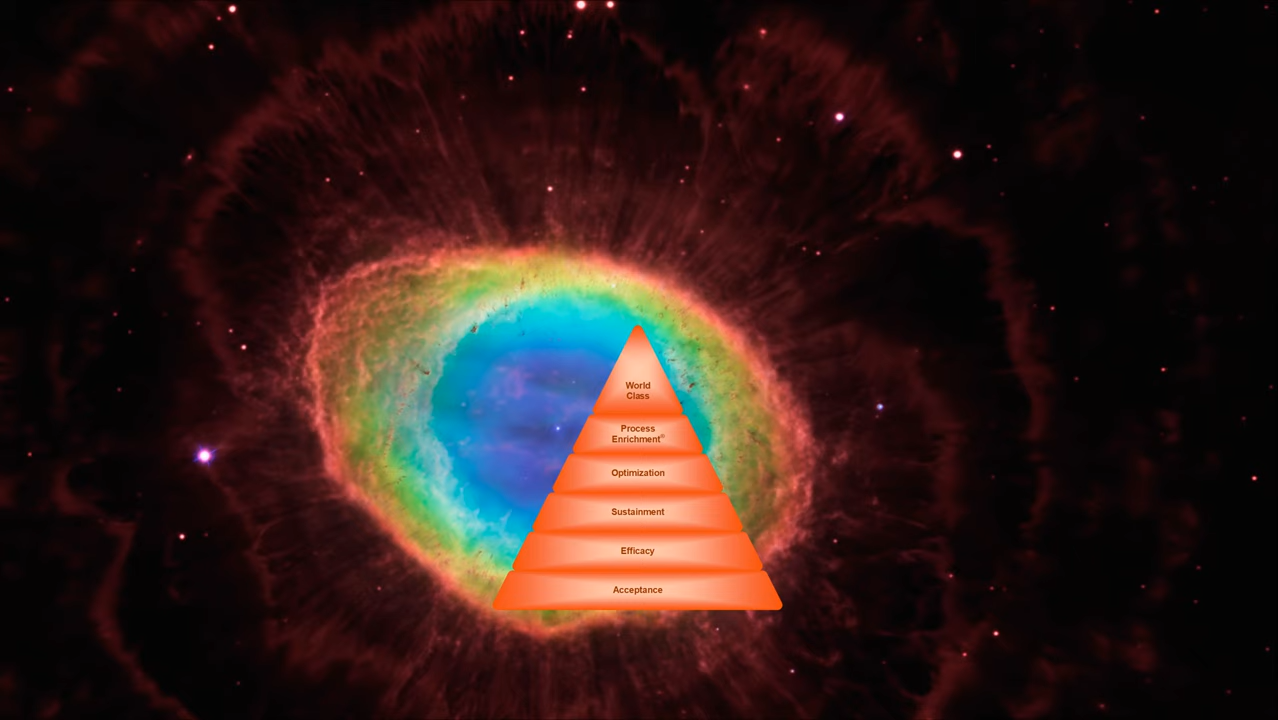 World
Class
Process
Enrichment©
Optimization
Sustainment
Efficacy
Acceptance